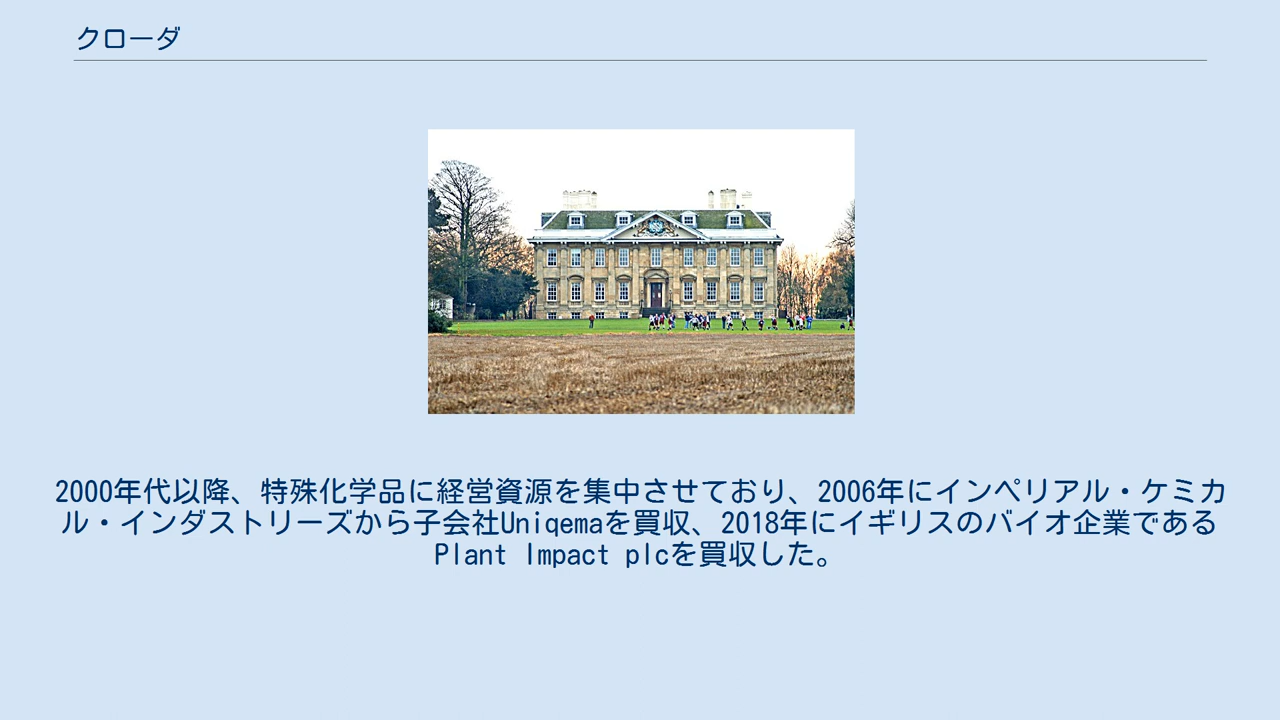 クローダ
2000年代以降、特殊化学品に経営資源を集中させており、2006年にインペリアル・ケミカ
ル・インダストリーズから子会社Uniqemaを買収、2018年にイギリスのバイオ企業である
Plant Impact plcを買収した。